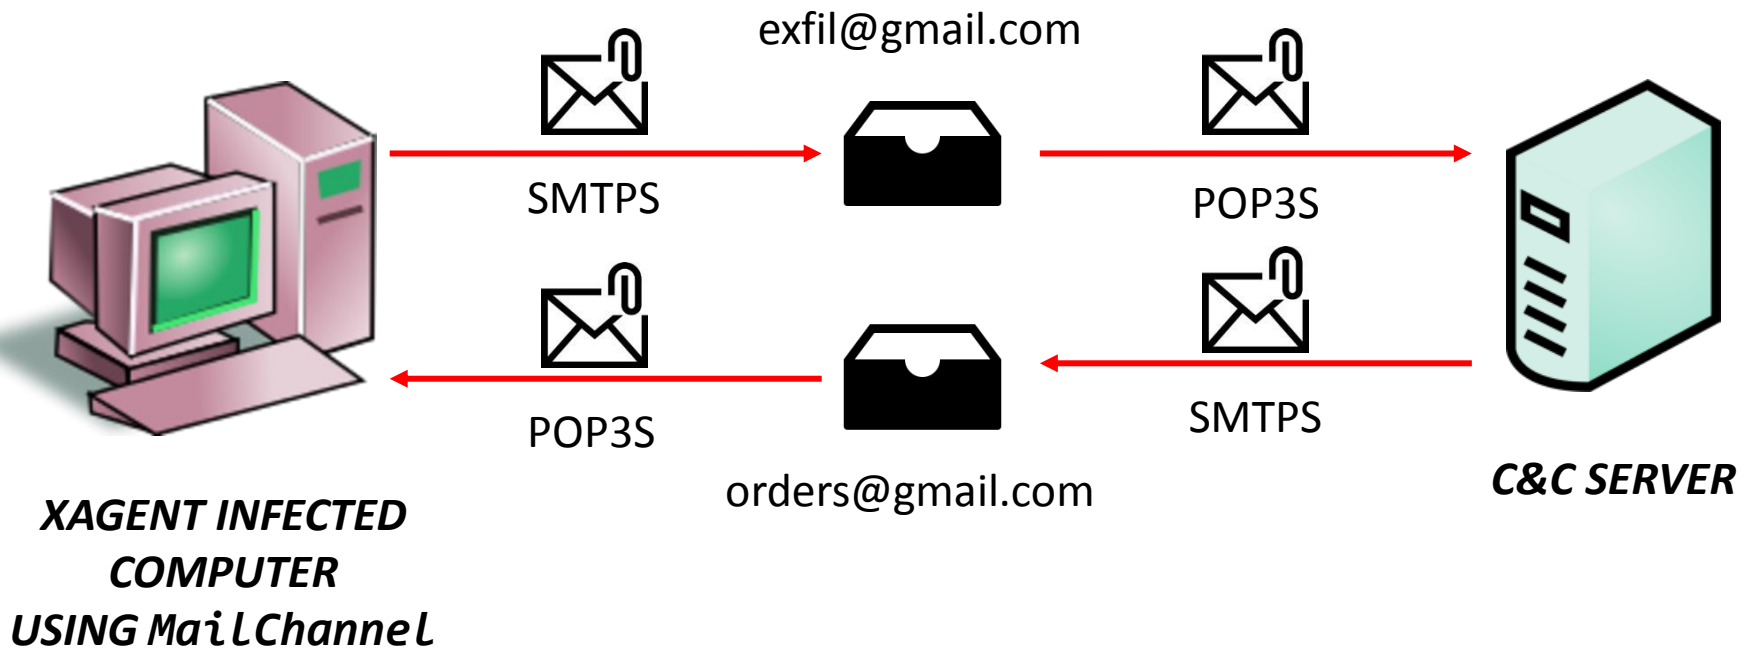 exfil@gmail.com
SMTPS
POP3S
POP3S
SMTPS
orders@gmail.com
C&C SERVER
XAGENT INFECTED
COMPUTER
USING MailChannel